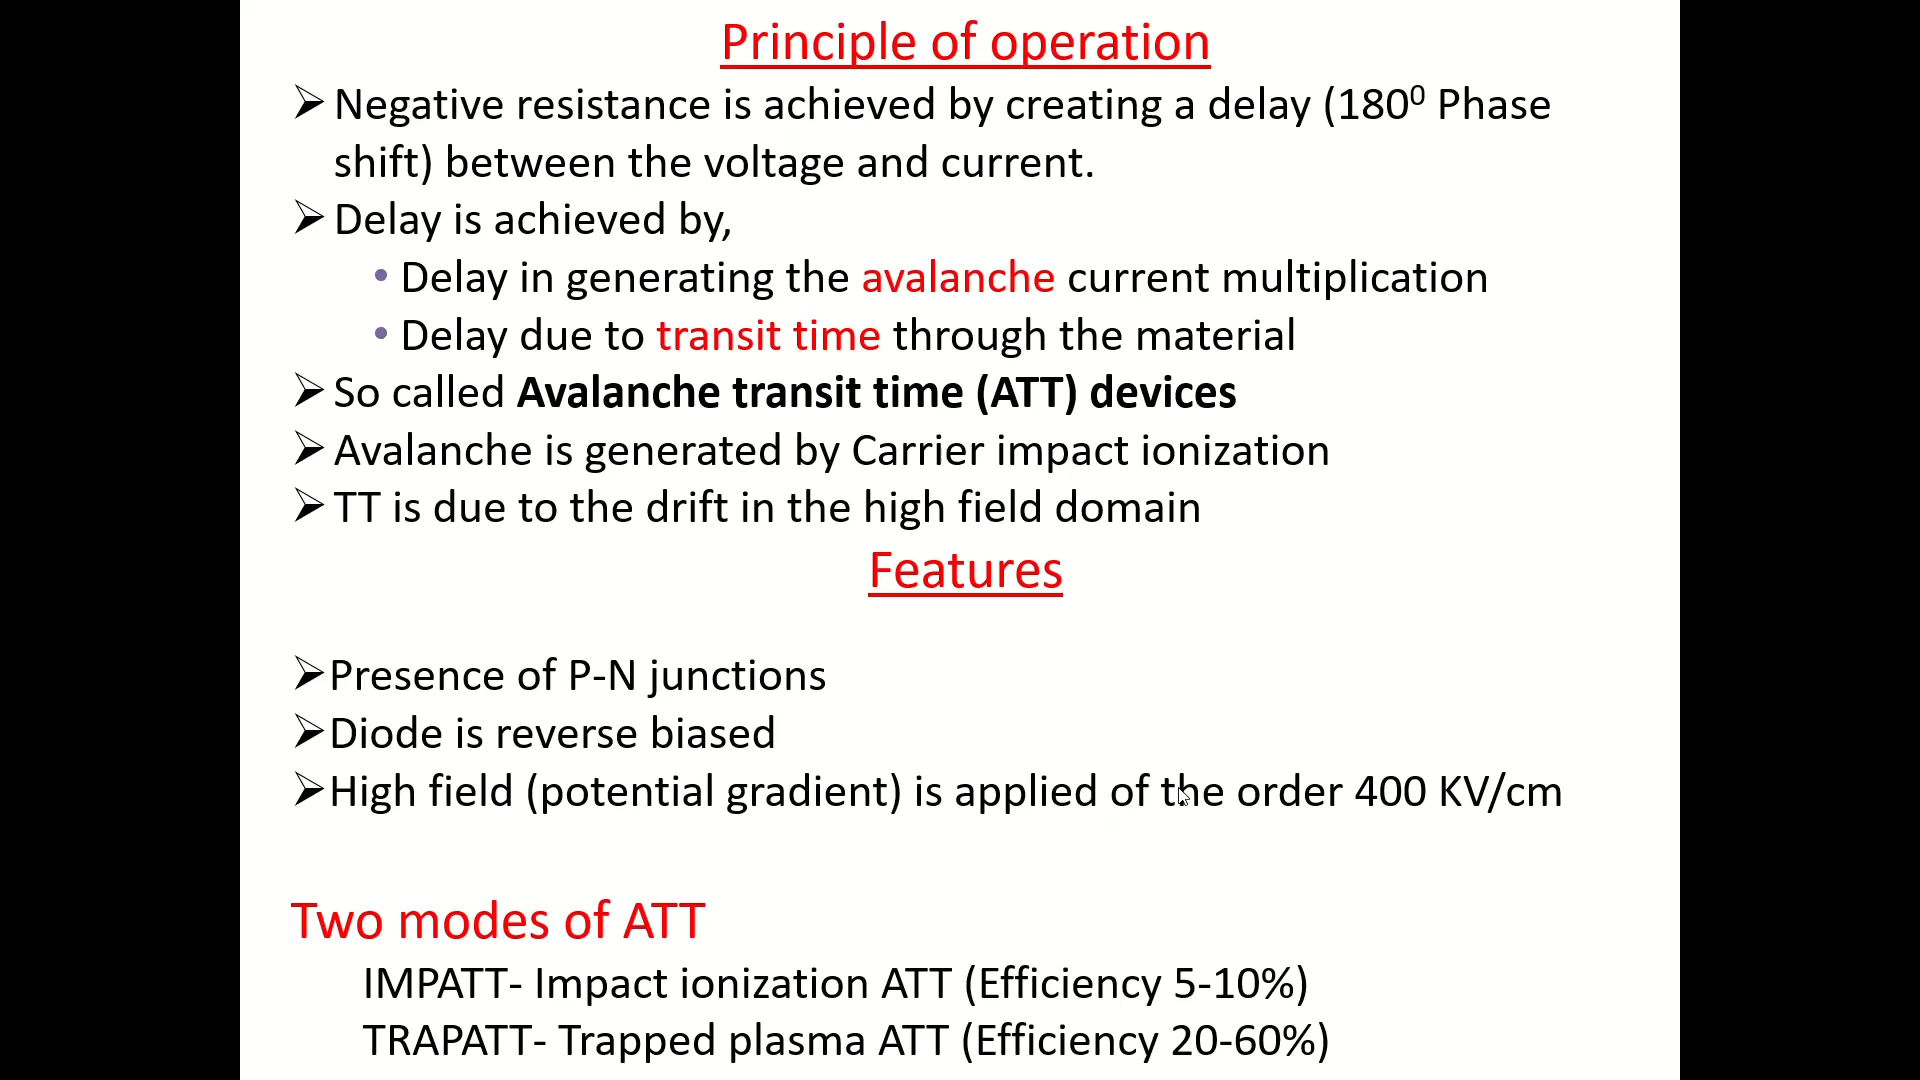 Principle of operation
➢ Negative resistance is achieved by creating a delay (180⁰ Phase
shift) between the voltage and current.
➢ Delay is achieved by,
• Delay in generating the avalanche current multiplication
• Delay due to transit time through the material
➢ So called Avalanche transit time (ATT) devices
➢ Avalanche is generated by Carrier impact ionization
➢ TT is due to the drift in the high field domain
Features
➢Presence of P-N junctions
➢Diode is reverse biased
➢High field (potential gradient) is applied of the order 400 KV/cm
Two modes of ATT
IMPATT- Impact ionization ATT (Efficiency 5-10%)
TRAPATT- Trapped plasma ATT (Efficiency 20-60%)